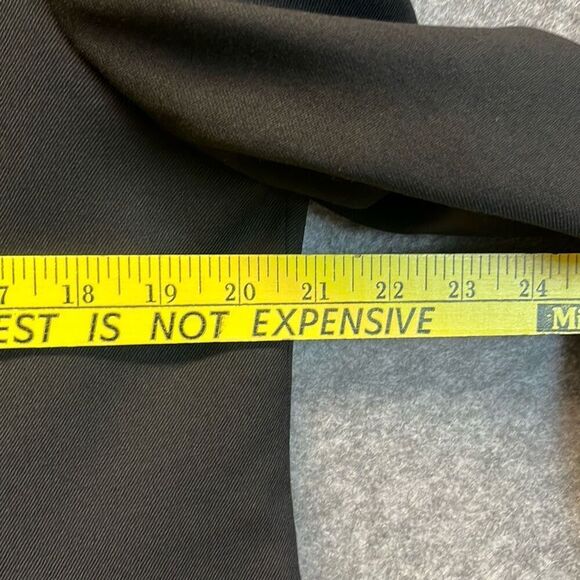 7 18 19 20 21 22 23 24
EST IS NOT EXPENSIVE M